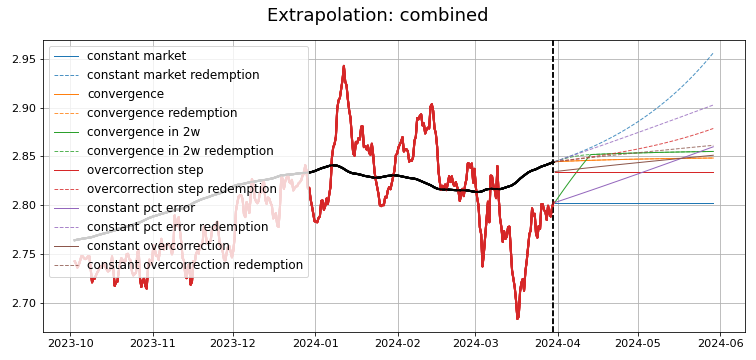 Extrapolation: combined
2.95
2.90
2.85
2.80
2.75
2.70
constant market
constant market redemption
convergence
convergence redemption
convergence in 2w
convergence in 2w redemption
overcorrection step
overcorrection step redemption
constant pct error
constant pct error redemption
constant overcorrection
constant overcorrection redemption
2023-10 2023-11 2023-12 2024-01 2024-02 2024-03 2024-04 2024-05 2024-06